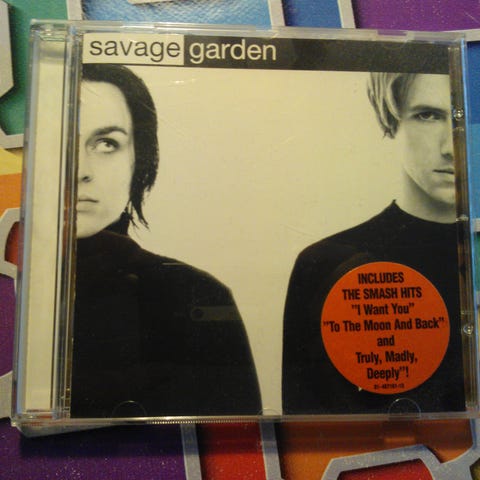 savage garden
INCLUDES
THE SMASH HITS
"I Want You"
"To The Moon And Back"
and
Truly, Madly,
Deeply"!